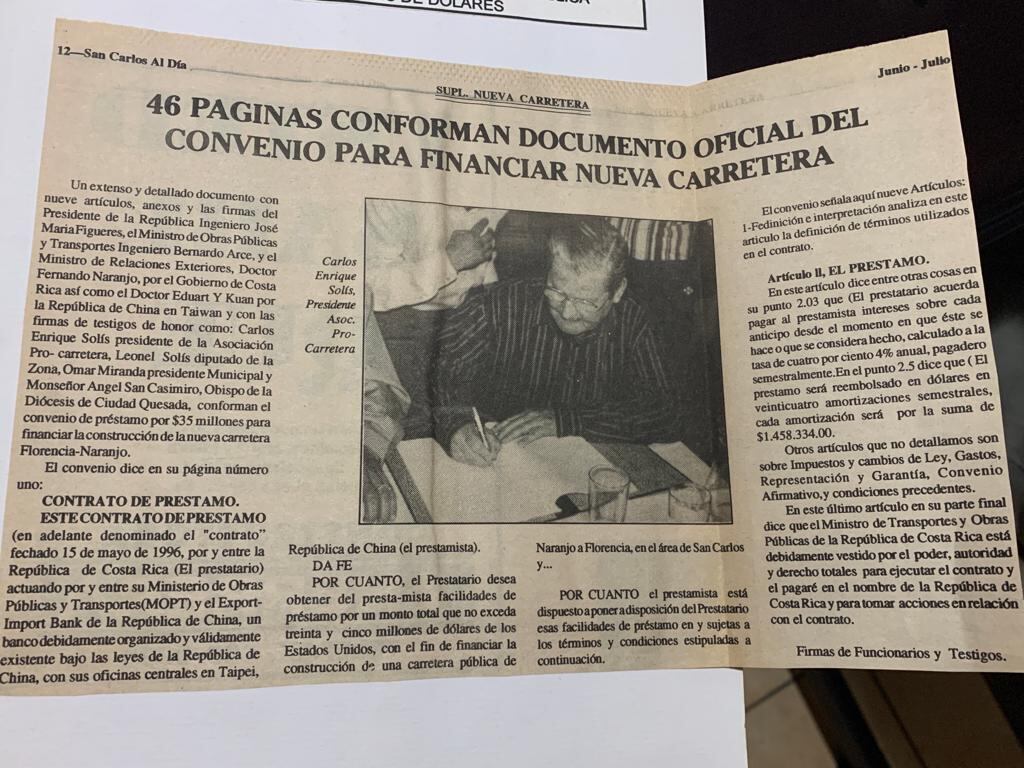 DE DOLARES
12—San Carlos Al Día
Junio - Julio
SUPL. NUEVA CARRETERA
46 PAGINAS CONFORMAN DOCUMENTO OFICIAL DEL
CONVENIO PARA FINANCIAR NUEVA CARRETERA
Un extenso y detallado documento con
nueve artículos, anexos y las firmas del
Presidente de la República Ingeniero José
María Figueres, el Ministro de Obras Públicas
y Transportes Ingeniero Bernardo Arce, y el
Ministro de Relaciones Exteriores, Doctor
Fernando Naranjo, por el Gobierno de Costa
Rica así como el Doctor Eduart Y Kuan por
la República de China en Taiwan y con las
firmas de testigos de honor como: Carlos
Enrique Solís presidente de la Asociación
Pro- carretera, Leonel Solís diputado de la
Zona, Omar Miranda presidente Municipal y
Monseñor Angel San Casimiro, Obispo de la
Diócesis de Ciudad Quesada, conforman el
convenio de préstamo por $35 millones para
financiar la construcción de la nueva carretera
Florencia-Naranjo.
El convenio dice en su página número
uno:
CONTRATO DE PRESTAMO.
ESTE CONTRATO DE PRESTAMO
(en adelante denominado el "contrato"
fechado 15 de mayo de 1996, por y entre la
República de Costa Rica (El prestatario)
actuando por y entre su Ministerio de Obras
Públicas y Transportes(MOPT) y el Export-
Import Bank de la República de China, un
banco debidamente organizado y válidamente
existente bajo las leyes de la República de
China, con sus oficinas centrales en Taipei,
Carlos
Enrique
Solís,
Presidente
Asoc.
Pro-
Carretera
República de China (el prestamista).
DA FE
POR CUANTO, el Prestatario desea
obtener del presta-mista facilidades de
préstamo por un monto total que no exceda
treinta y cinco millones de dólares de los
Estados Unidos, con el fin de financiar la
construcción de una carretera pública de
Naranjo a Florencia, en el área de San Carlos
y...
POR CUANTO el prestamista está
dispuesto a poner a disposición del Prestatario
esas facilidades de préstamo en y sujetas a
los términos y condiciones estipuladas a
continuación.
El convenio señala aquí nueve Artículos:
1-Fedinición e interpretación analiza en este
articulo la definición de términos utilizados
en el contrato.
Artículo II, EL PRESTAMO.
En este artículo dice entre otras cosas en
su punto 2.03 que (El prestatario acuerda
pagar al prestamista intereses sobre cada
anticipo desde el momento en que éste se
hace o que se considera hecho, calculado a la
tasa de cuatro por ciento 4% anual, pagadero
semestralmente.En el punto 2.5 dice que ( El
prestamo será reembolsado en dólares en
veinticuatro amortizaciones semestrales,
cada amortización será por la suma de
$1.458.334.00.
Otros artículos que no detallamos son
sobre Impuestos y cambios de Ley, Gastos,
Representación y Garantía, Convenio
Afirmativo,y condiciones precedentes.
En este último artículo en su parte final
dice que el Ministro de Transportes y Obras
Públicas de la República de Costa Rica está
debidamente vestido por el poder, autoridad
y derecho totales para ejecutar el contrato y
el pagaré en el nombre de la República de
Costa Rica y para tomar acciones en relación
con el contrato.
Firmas de Funcionarios y Testigos.